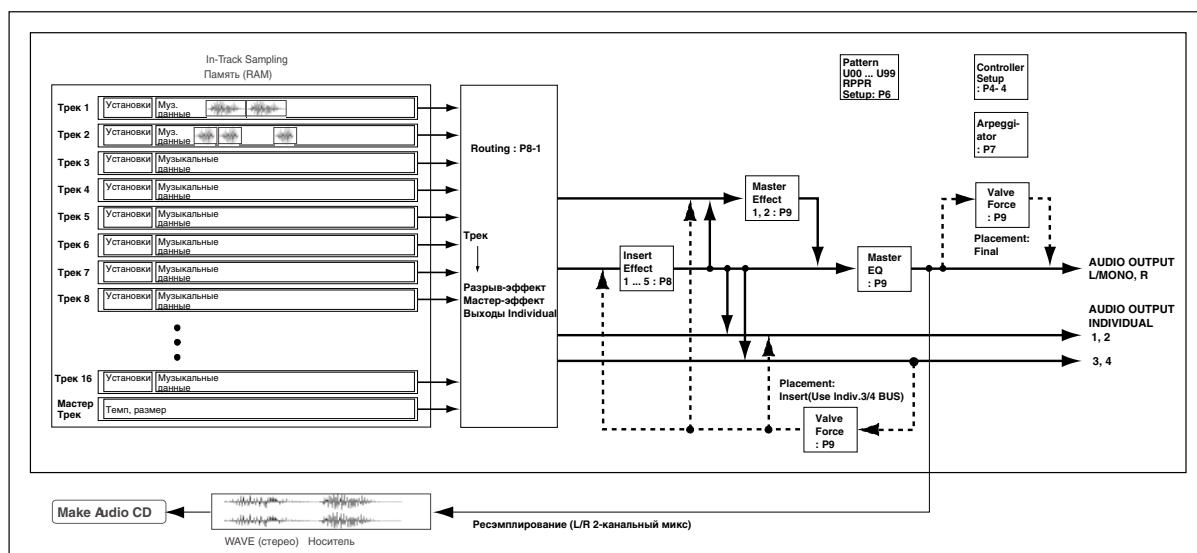 In-Track Sampling
Память (RAM)
Трек 1
Установки
Муз.
данные
Трек 2
Установки
Муз.
данные
Трек 3
Установки
Музыкальные
данные
Трек 4
Установки
Музыкальные
данные
Трек 5
Установки
Музыкальные
данные
Трек 6
Установки
Музыкальные
данные
Трек 7
Установки
Музыкальные
данные
Трек 8
Установки
Музыкальные
данные
Трек 16
Установки
Музыкальные
данные
Мастер
Трек
Темп, размер
Routing : P8-1
Трек
Разрыв-эффект
Мастер-эффект
Выходы Individual
Pattern
U00 ... U99
RPPR
Setup: P6
Controller
Setup
: P4- 4
Arpeggi-
ator
: P7
Master
Effect
1, 2 : P9
Valve
Force
: P9
Placement:
Final
Insert
Effect
1 ... 5 : P8
Master
EQ
: P9
AUDIO OUTPUT
L/MONO, R
AUDIO OUTPUT
INDIVIDUAL
1, 2
3, 4
Placement:
Insert(Use Indiv.3/4 BUS)
Valve
Force
: P9
Make Audio CD
Ресэмплирование (L/R 2-канальный микс)
WAVE (стерео) Носитель